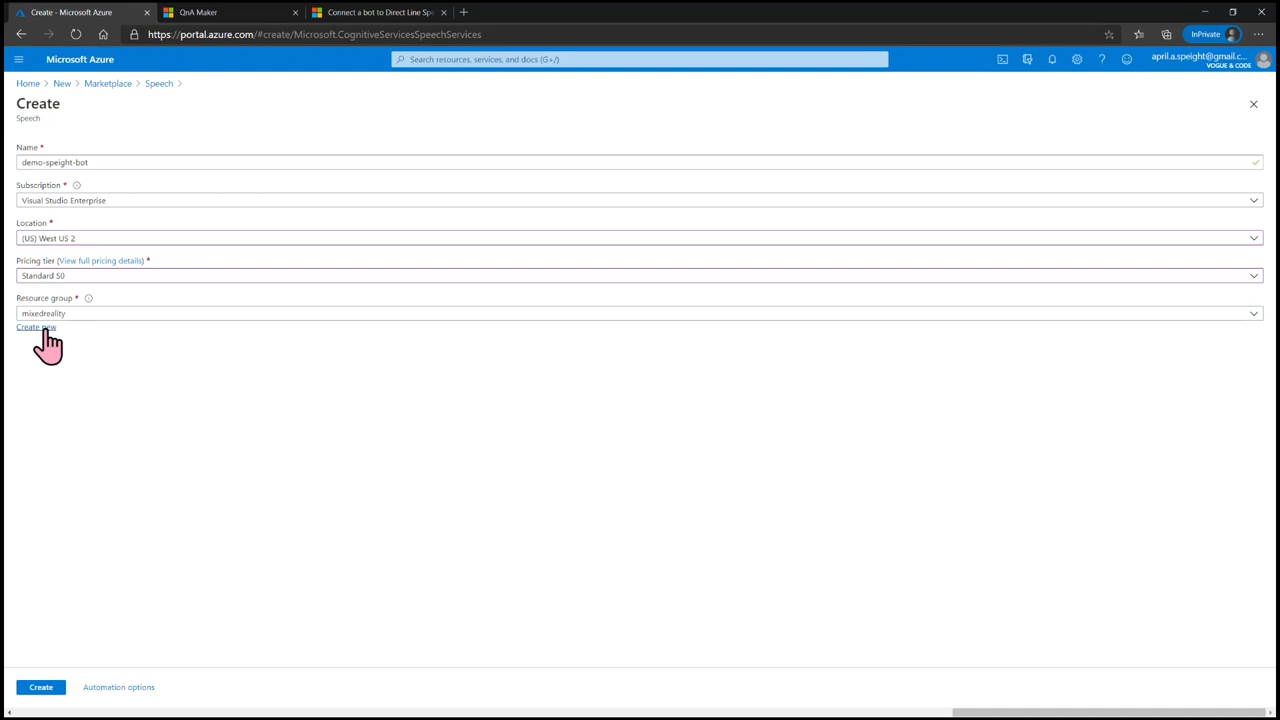 Create - Microsoft Azure
QnA Maker
Connect a bot to Direct Line Spe
https://portal.azure.com/#create/Microsoft.CognitiveServicesSpeechServices
InPrivate
Microsoft Azure
Search resources, services, and docs (G+/)
april.a.speight@gmail.c...
VOGUE & CODE
Home > New > Marketplace > Speech >
Create
Speech
Name *
demo-speight-bot
Subscription *
Visual Studio Enterprise
Location *
(US) West US 2
Pricing tier (View full pricing details) *
Standard S0
Resource group *
mixedreality
Create new
Create
Automation options